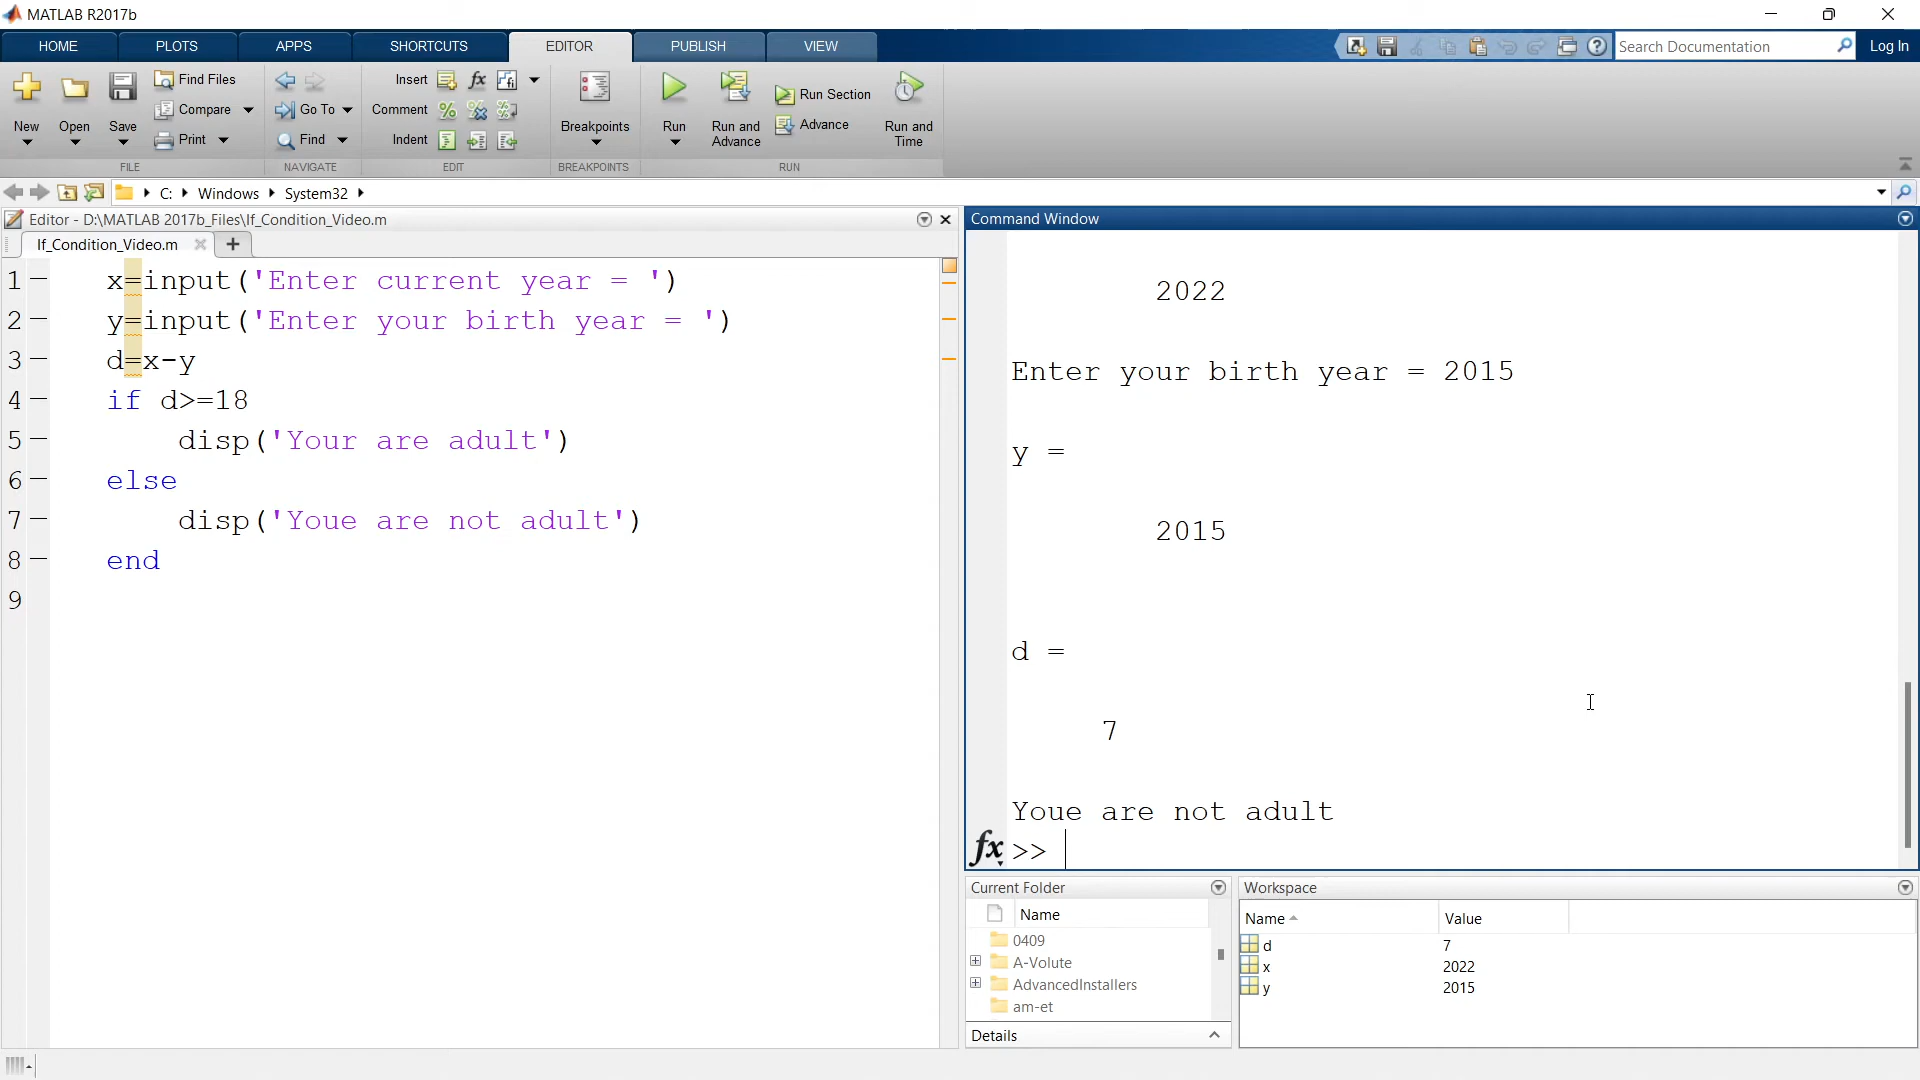 MATLAB R2017b
HOME PLOTS APPS SHORTCUTS EDITOR PUBLISH VIEW Search Documentation Log In
New Open Save Find Files Compare Print
Go To Find
Insert fx fi
Comment % % %
Indent
Breakpoints
Run Run and Advance Run Section Advance Run and Time
FILE NAVIGATE EDIT BREAKPOINTS RUN
C: Windows System32
Editor - D:\MATLAB 2017b_Files\If_Condition_Video.m
If_Condition_Video.m +
1 x=input('Enter current year = ')
2 y=input('Enter your birth year = ')
3 d=x-y
4 if d>=18
5 disp('Your are adult')
6 else
7 disp('Youe are not adult')
8 end
9
Command Window
2022
Enter your birth year = 2015
y =
2015
d =
7
Youe are not adult
fx >>
Current Folder
Name
0409
A-Volute
AdvancedInstallers
am-et
Details
Workspace
Name Value
d 7
x 2022
y 2015